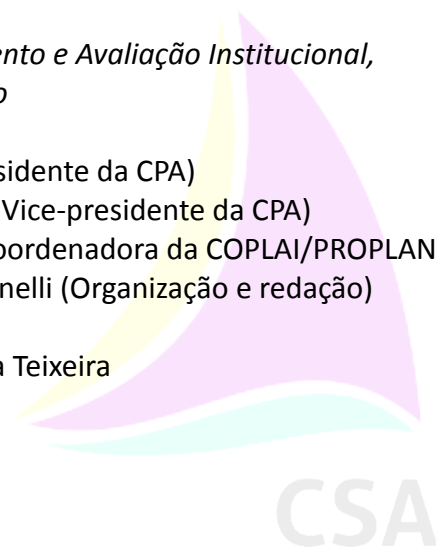 ento e Avaliação Institucional,
o
sidente da CPA)
Vice-presidente da CPA)
oordenadora da COPLAI/PROPLAN
nelli (Organização e redação)
a Teixeira
CSA